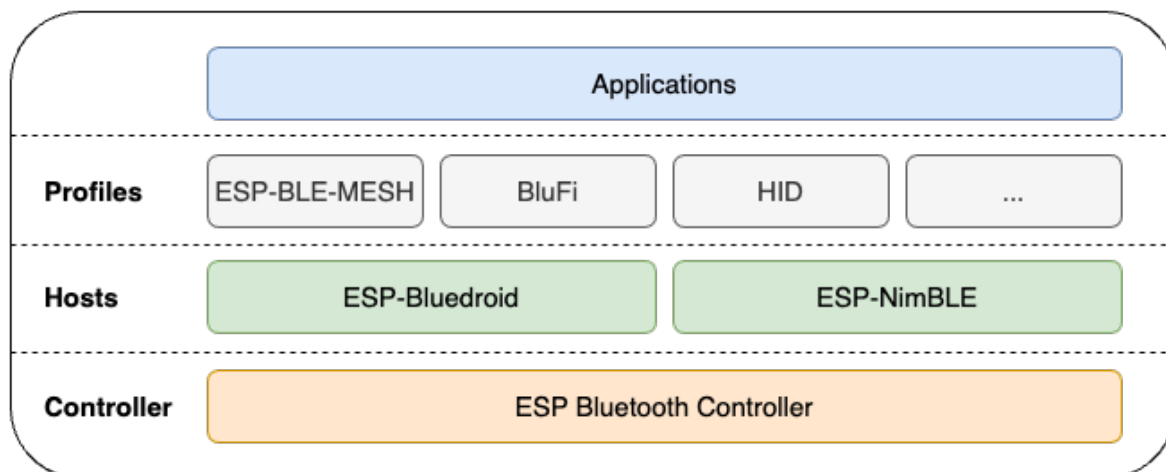 Applications
Profiles
ESP-BLE-MESH
BluFi
HID
...
Hosts
ESP-Bluedroid
ESP-NimBLE
Controller
ESP Bluetooth Controller